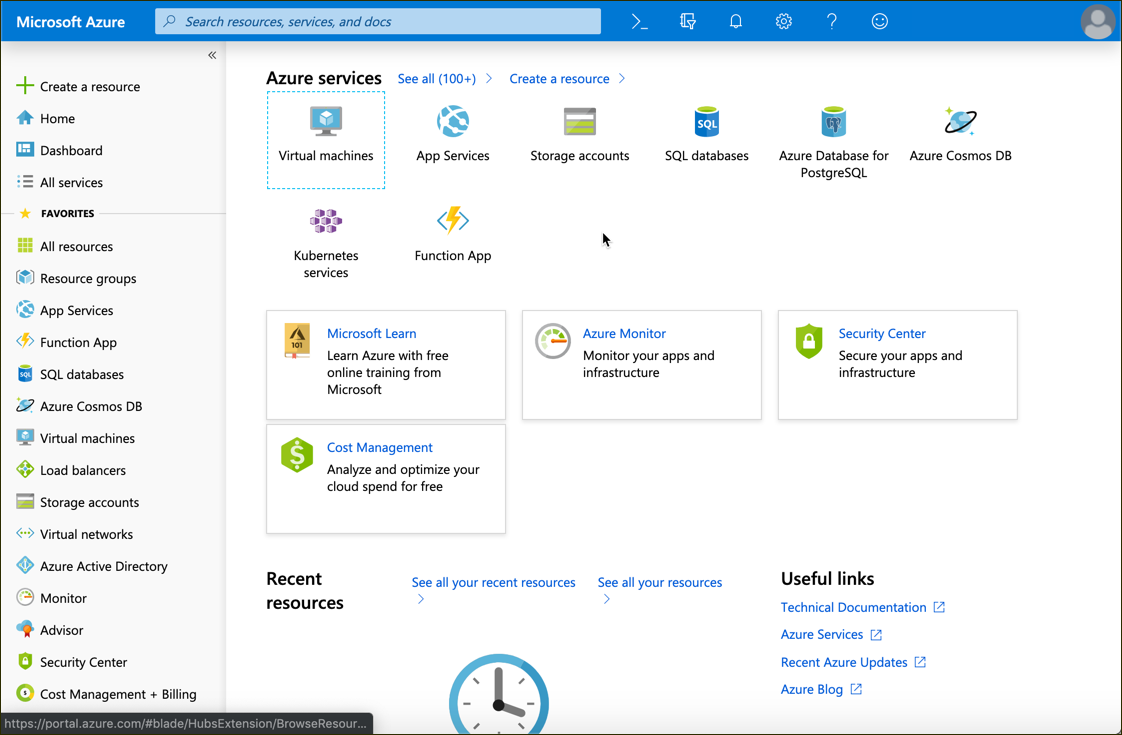 Microsoft Azure
Search resources, services, and docs
Create a resource
Home
Dashboard
All services
FAVORITES
All resources
Resource groups
App Services
Function App
SQL databases
Azure Cosmos DB
Virtual machines
Load balancers
Storage accounts
Virtual networks
Azure Active Directory
Monitor
Advisor
Security Center
Cost Management + Billing
https://portal.azure.com/#blade/HubsExtension/BrowseResour...
Azure services
See all (100+)
Create a resource
Virtual machines
App Services
Storage accounts
SQL
SQL databases
Azure Database for
PostgreSQL
Azure Cosmos DB
Kubernetes
services
Function App
101
Microsoft Learn
Learn Azure with free
online training from
Microsoft
Azure Monitor
Monitor your apps and
infrastructure
Security Center
Secure your apps and
infrastructure
$
Cost Management
Analyze and optimize your
cloud spend for free
Recent
resources
See all your recent resources
See all your resources
Useful links
Technical Documentation
Azure Services
Recent Azure Updates
Azure Blog